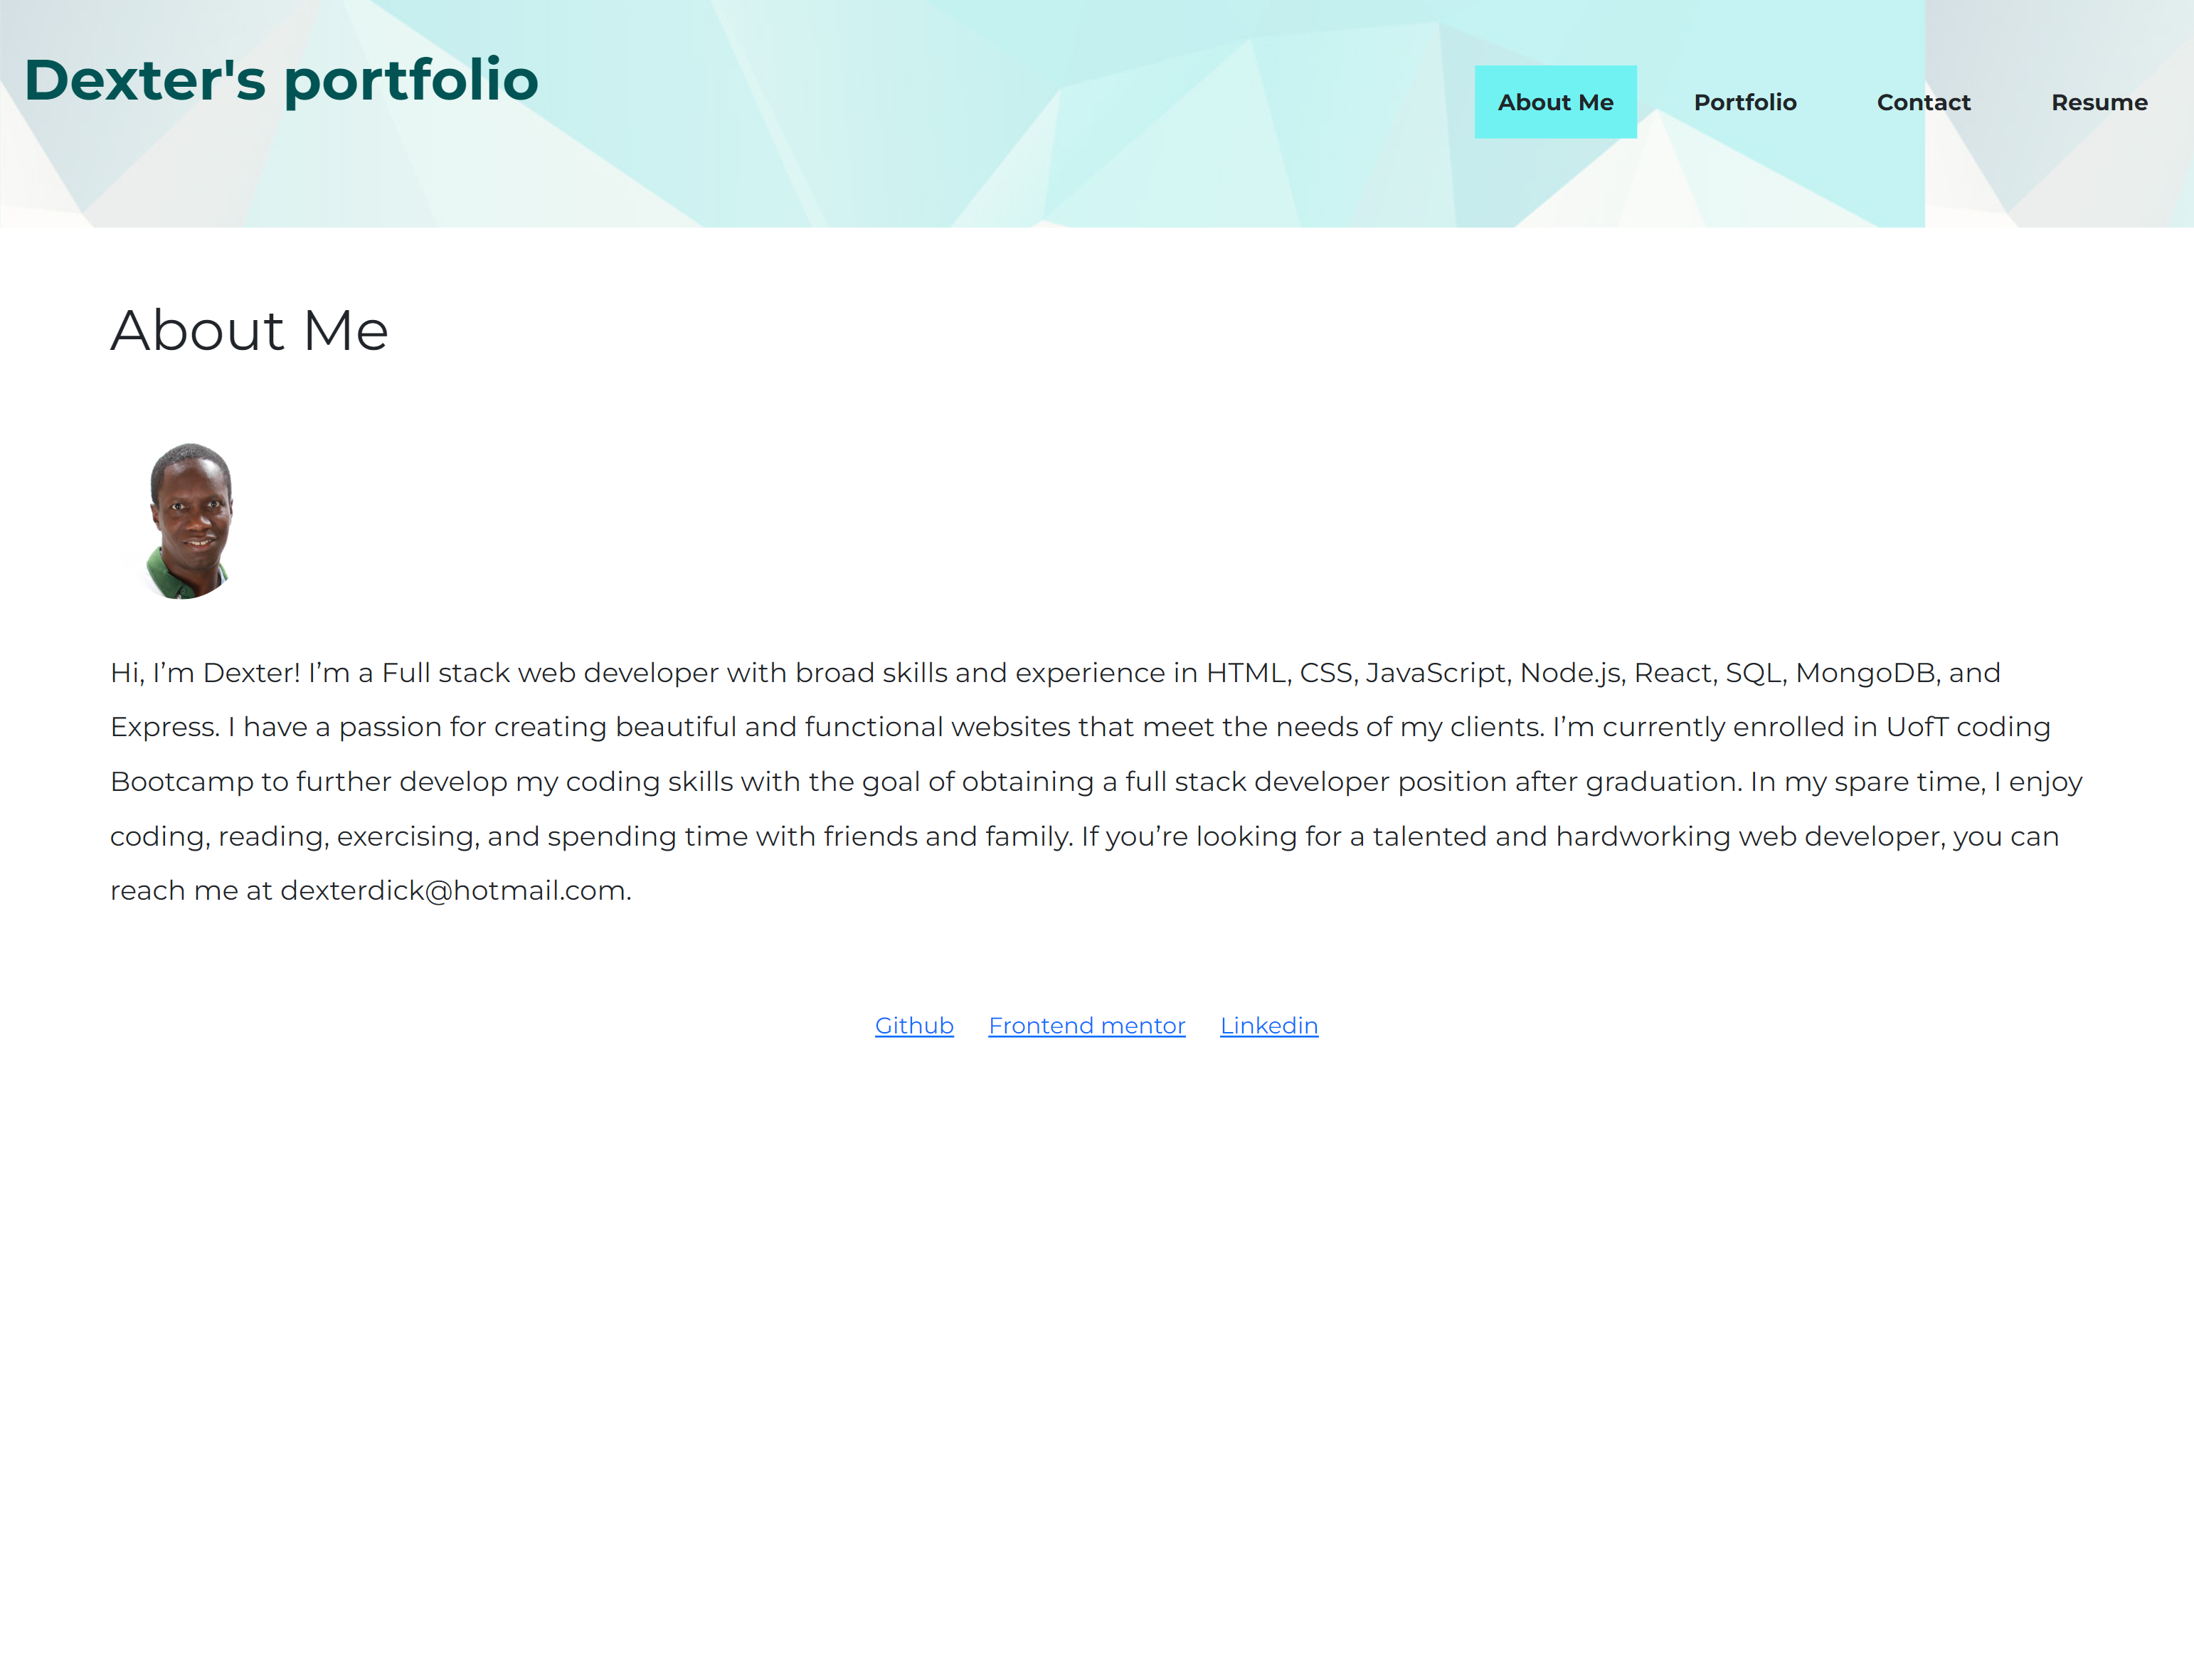 Dexter's portfolio
About Me
Portfolio
Contact
Resume
About Me
Hi, I’m Dexter! I’m a Full stack web developer with broad skills and experience in HTML, CSS, JavaScript, Node.js, React, SQL, MongoDB, and
Express. I have a passion for creating beautiful and functional websites that meet the needs of my clients. I’m currently enrolled in UofT coding
Bootcamp to further develop my coding skills with the goal of obtaining a full stack developer position after graduation. In my spare time, I enjoy
coding, reading, exercising, and spending time with friends and family. If you’re looking for a talented and hardworking web developer, you can
reach me at dexterdick@hotmail.com.
Github
Frontend mentor
Linkedin